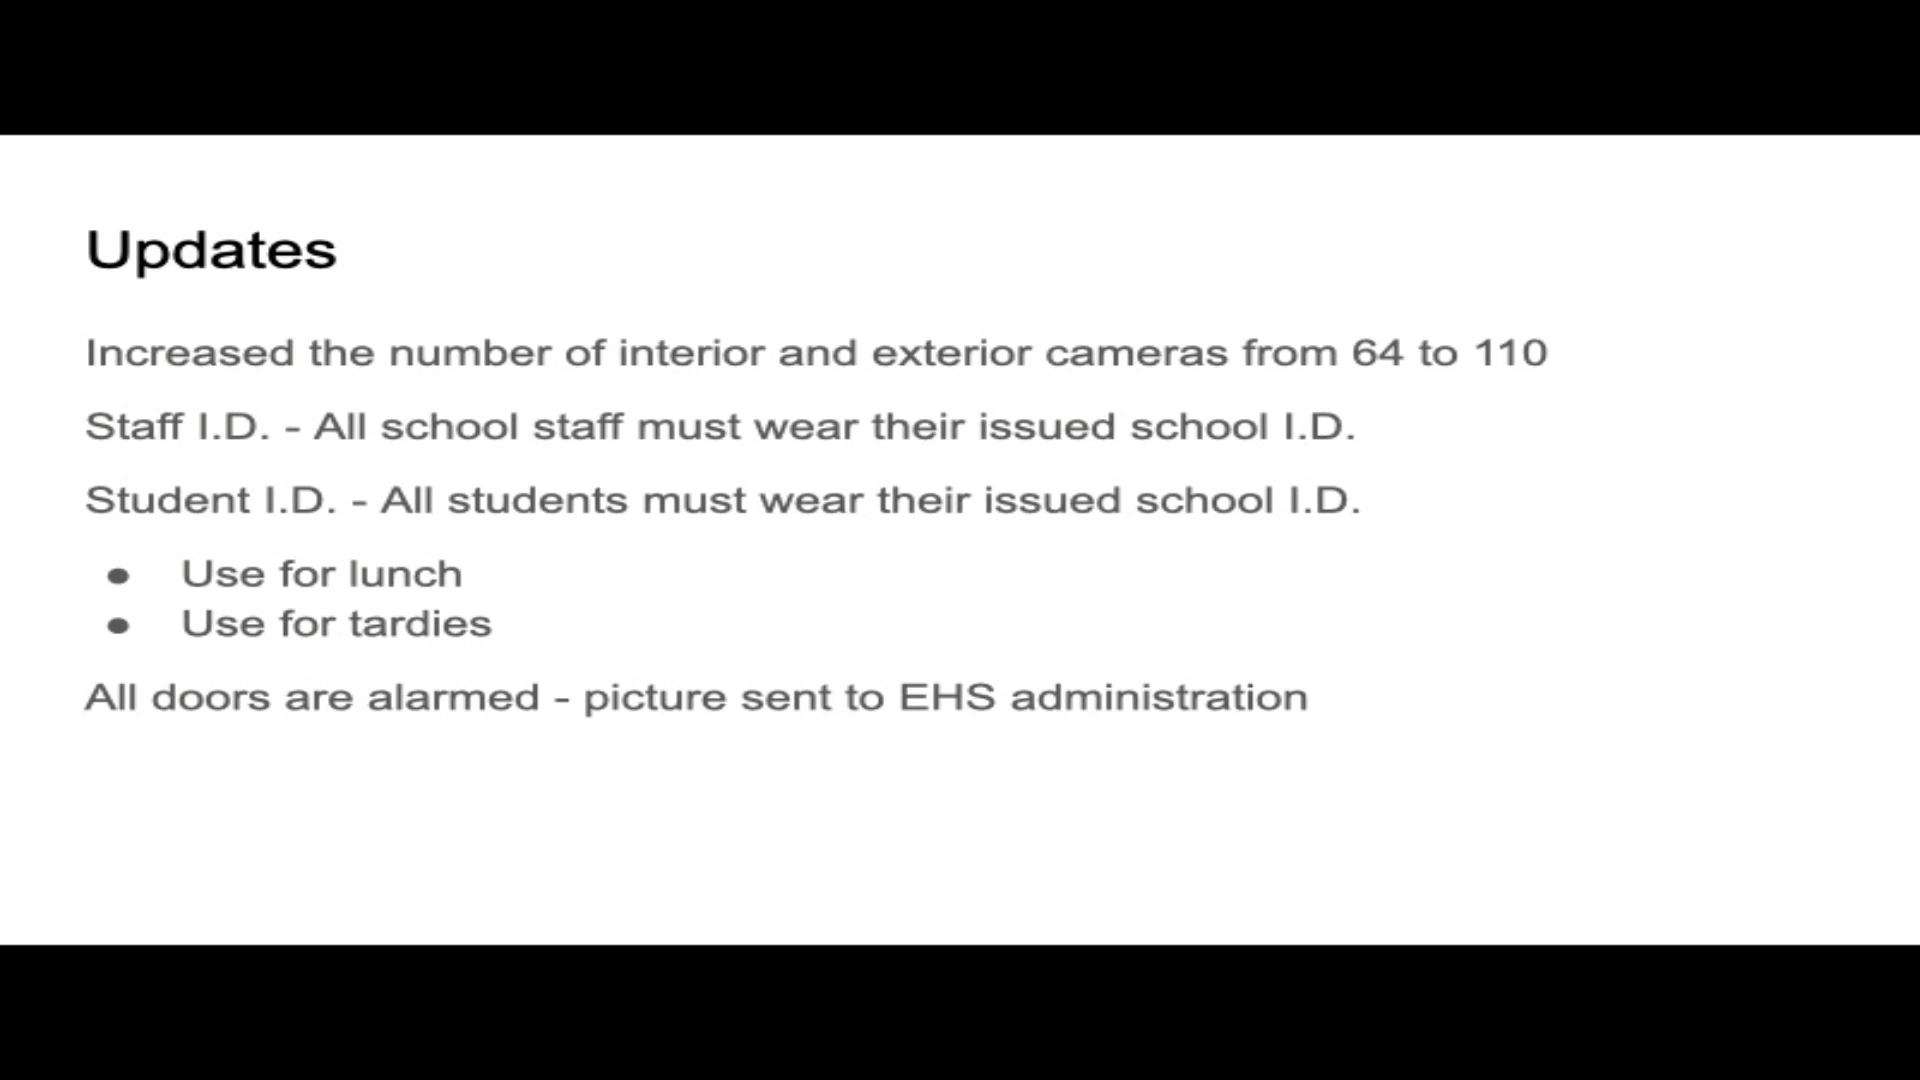 Updates
Increased the number of interior and exterior cameras from 64 to 110
Staff I.D. - All school staff must wear their issued school I.D.
Student I.D. - All students must wear their issued school I.D.
● Use for lunch
● Use for tardies
All doors are alarmed - picture sent to EHS administration